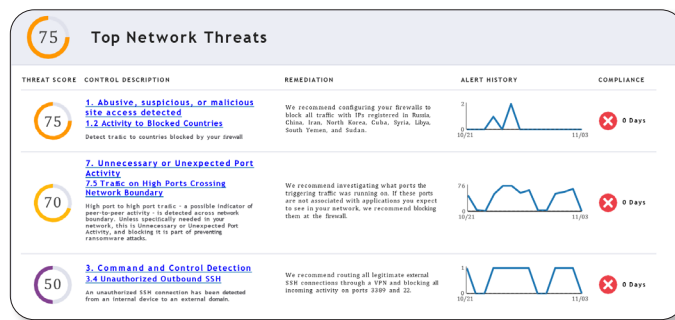 75
Top Network Threats
THREAT SCORE CONTROL DESCRIPTION REMEDIATION ALERT HISTORY COMPLIANCE
75
1. Abusive, suspicious, or malicious
site access detected
1.2 Activity to Blocked Countries
Detect traffic to countries blocked by your firewall
We recommend configuring your firewalls to
block all traffic with IPs registered in Russia,
China, Iran, North Korea, Cuba, Syria, Libya,
South Yemen, and Sudan.
2
0
10/21 11/03
0 Days
70
7. Unnecessary or Unexpected Port
Activity
7.5 Traffic on High Ports Crossing
Network Boundary
High port to high port traffic - a possible indicator of
peer-to-peer activity - is detected across network
boundary. Unless specifically needed in your
network, this is Unnecessary or Unexpected Port
Activity, and blocking it is part of preventing
ransomware attacks.
We recommend investigating what ports the
triggering traffic was running on. If these ports
are not associated with applications you expect
to see in your network, we recommend blocking
them at the firewall.
76
0
10/21 11/03
0 Days
50
3. Command and Control Detection
3.4 Unauthorized Outbound SSH
An unauthorized SSH connection has been detected
from an internal device to an external domain.
We recommend routing all legitimate external
SSH connections through a VPN and blocking all
incoming activity on ports 3389 and 22.
1
0
10/21 11/03
0 Days